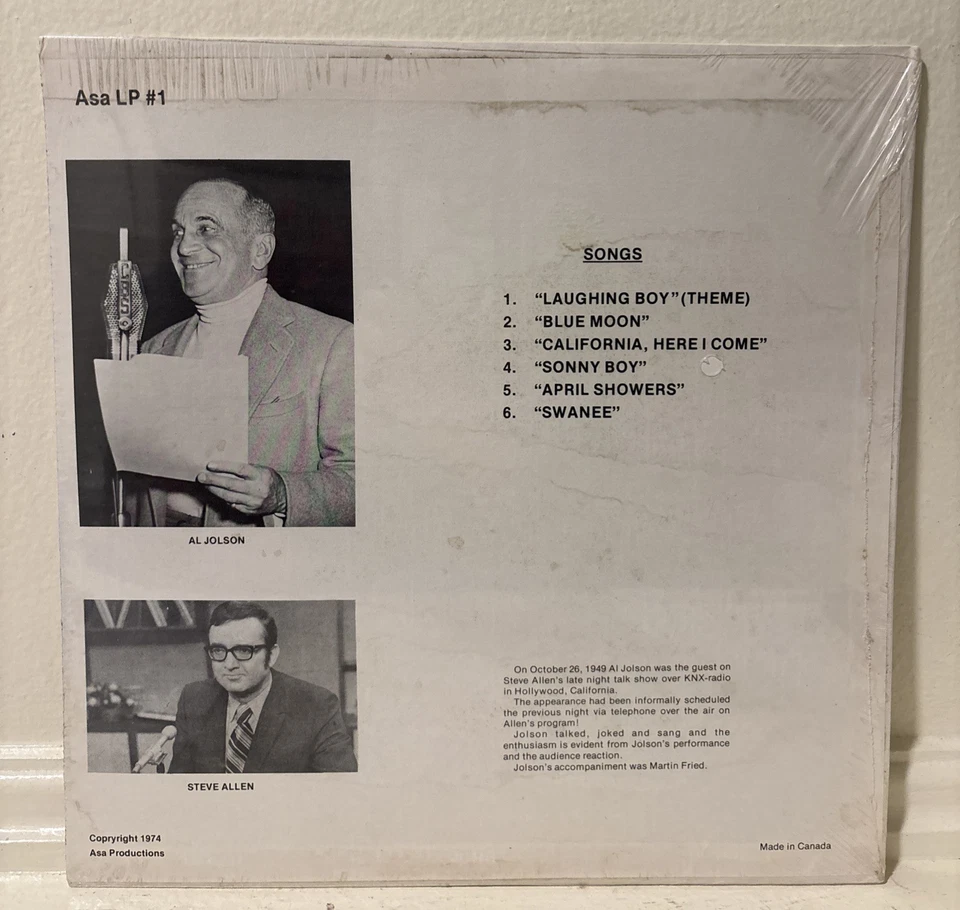 Asa LP #1
SONGS
1. “LAUGHING BOY”(THEME)
2. “BLUE MOON”
3. “CALIFORNIA, HERE I COME”
4. “SONNY BOY”
5. “APRIL SHOWERS”
6. “SWANEE”
AL JOLSON
On October 26, 1949 Al Jolson was the guest on
Steve Allen's late night talk show over KNX-radio
in Hollywood, California.
The appearance had been informally scheduled
the previous night via telephone over the air on
Allen's program!
Jolson talked, joked and sang and the
enthusiasm is evident from Jolson's performance
and the audience reaction.
Jolson's accompaniment was Martin Fried.
STEVE ALLEN
Copryright 1974
Asa Productions
Made in Canada